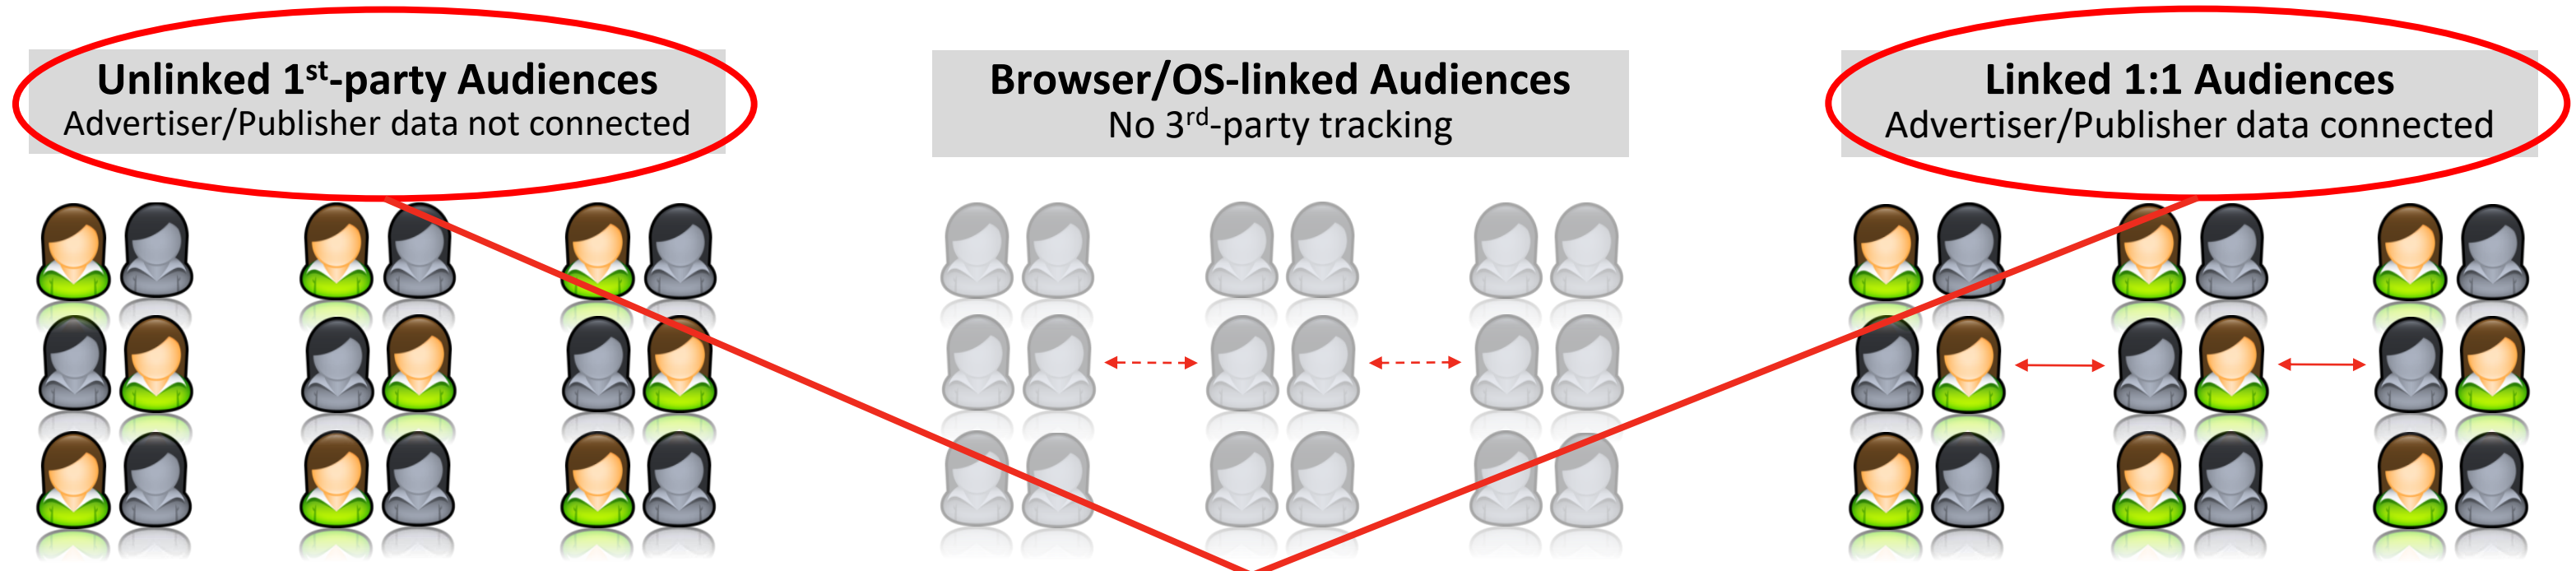 Unlinked 1st-party Audiences
Advertiser/Publisher data not connected
Browser/OS-linked Audiences
No 3rd-party tracking
Linked 1:1 Audiences
Advertiser/Publisher data connected